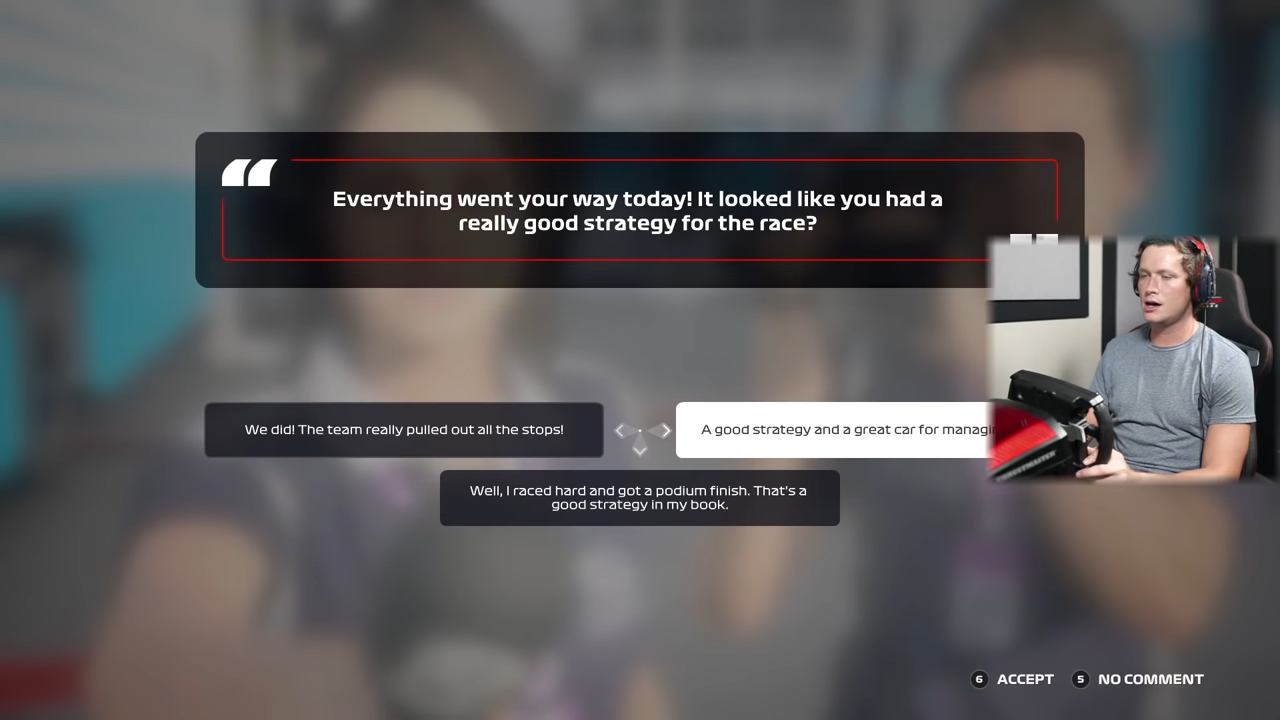 Everything went your way today! It looked like you had a
really good strategy for the race?
We did! The team really pulled out all the stops!
A good strategy and a great car for
Well, I raced hard and got a podium finish. That's a
good strategy in my book.
6 ACCEPT 5 NO COMMENT
THRUSTMASTER